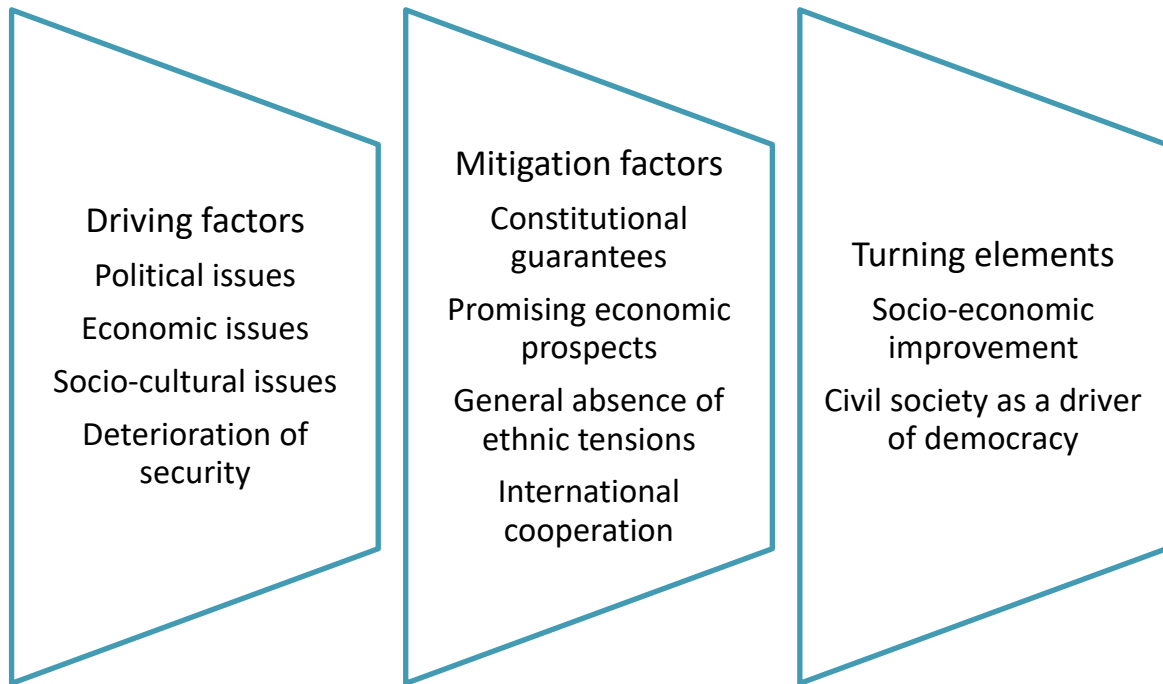 Driving factors
Political issues
Economic issues
Socio-cultural issues
Deterioration of
security
Mitigation factors
Constitutional
guarantees
Promising economic
prospects
General absence of
ethnic tensions
International
cooperation
Turning elements
Socio-economic
improvement
Civil society as a driver
of democracy